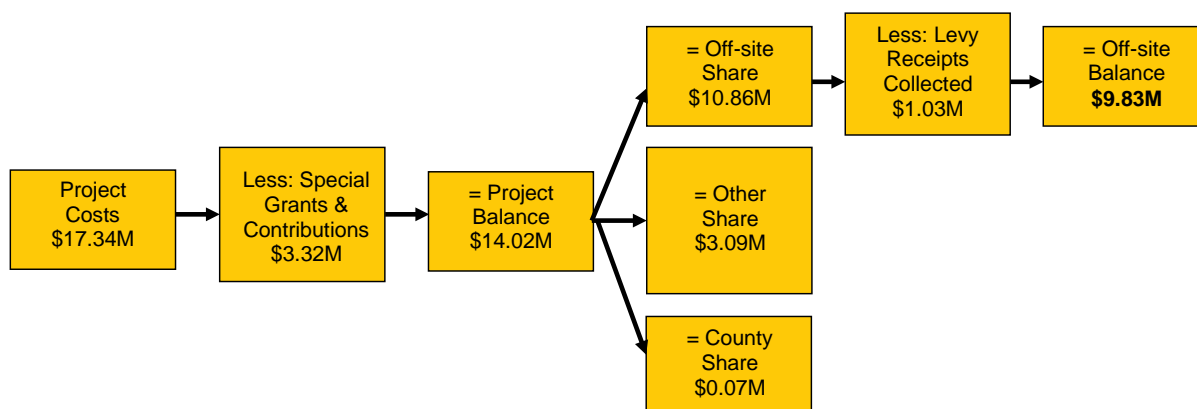 Project
Costs
$17.34M
Less: Special
Grants &
Contributions
$3.32M
= Project
Balance
$14.02M
= Off-site
Share
$10.86M
Less: Levy
Receipts
Collected
$1.03M
= Off-site
Balance
$9.83M
= Other
Share
$3.09M
= County
Share
$0.07M